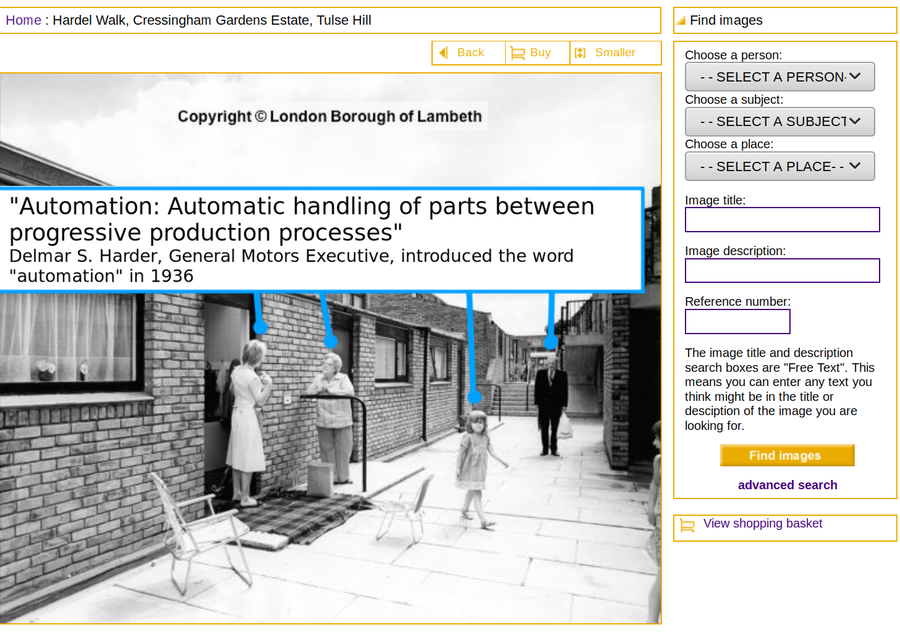 Home : Hardel Walk, Cressingham Gardens Estate, Tulse Hill
Back
Buy
Smaller
Copyright © London Borough of Lambeth
"Automation: Automatic handling of parts between
progressive production processes"
Delmar S. Harder, General Motors Executive, introduced the word
"automation" in 1936
Find images
Choose a person:
- - SELECT A PERSON-
Choose a subject:
- - SELECT A SUBJECT
Choose a place:
- - SELECT A PLACE- -
Image title:
Image description:
Reference number:
The image title and description
search boxes are "Free Text". This
means you can enter any text you
think might be in the title or
desciption of the image you are
looking for.
Find images
advanced search
View shopping basket